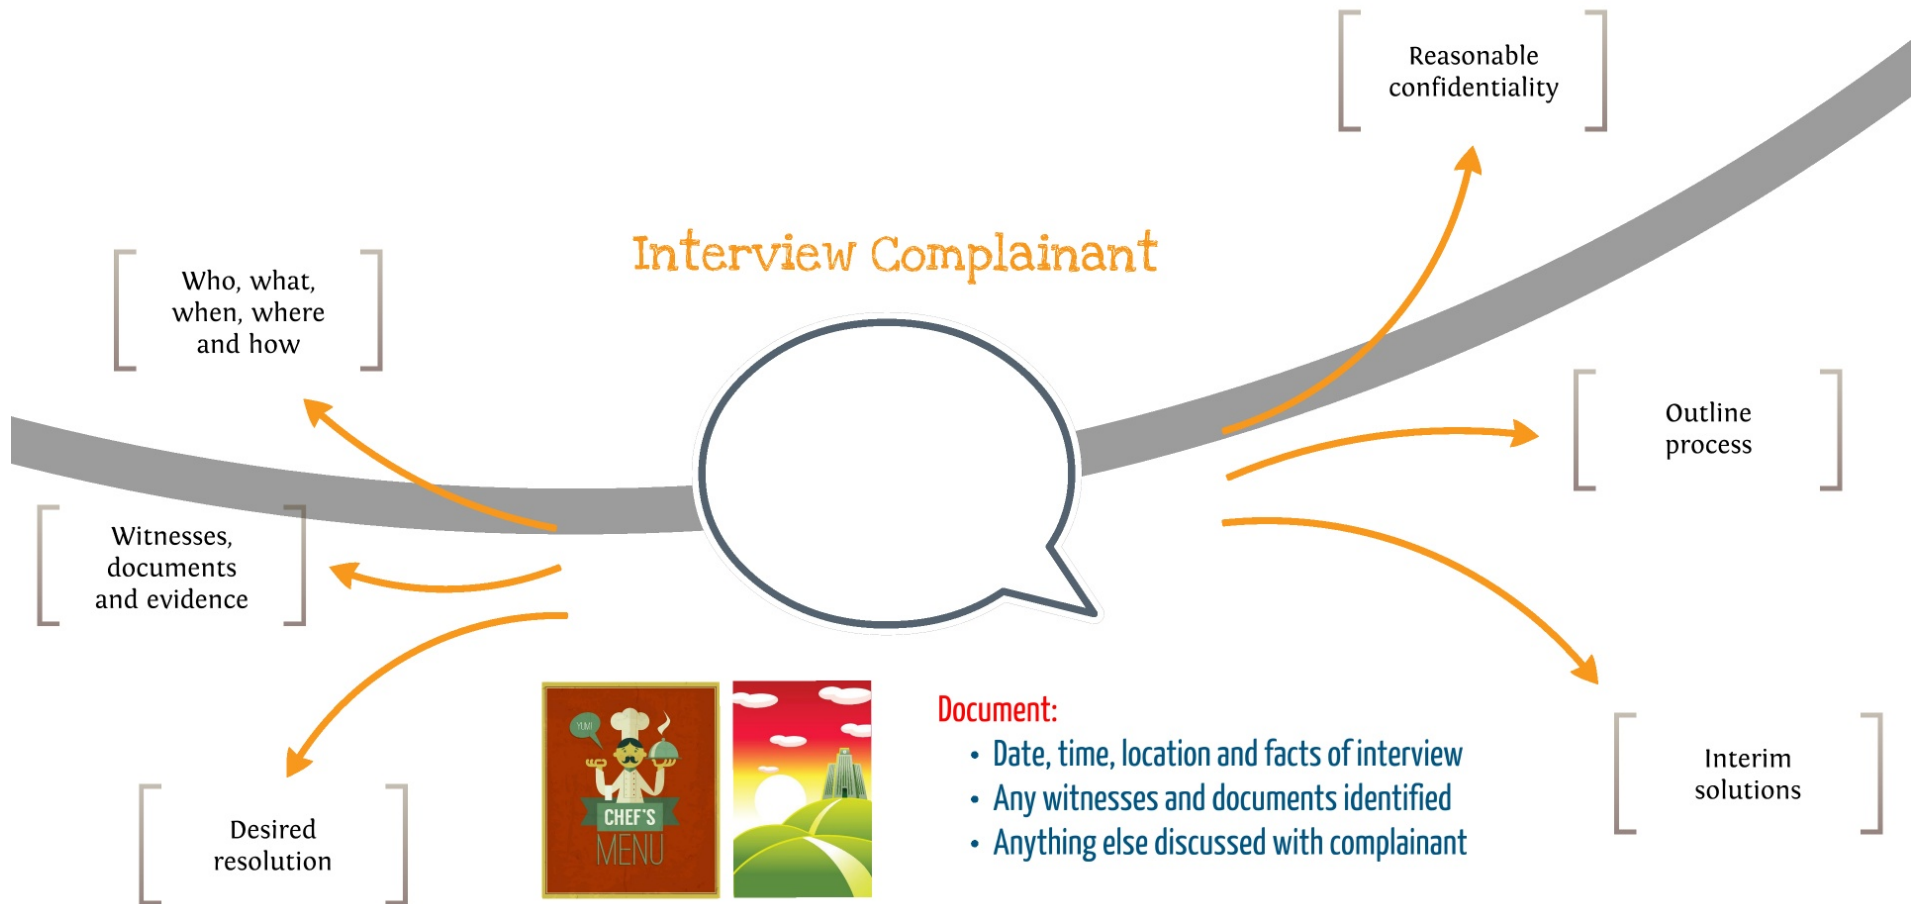 Reasonable
confidentiality
Interview Complainant
Who, what,
when, where
and how
Outline
process
Witnesses,
documents
and evidence
Desired
resolution
YUM!
CHEF'S
MENU
Document:
• Date, time, location and facts of interview
• Any witnesses and documents identified
• Anything else discussed with complainant
Interim
solutions